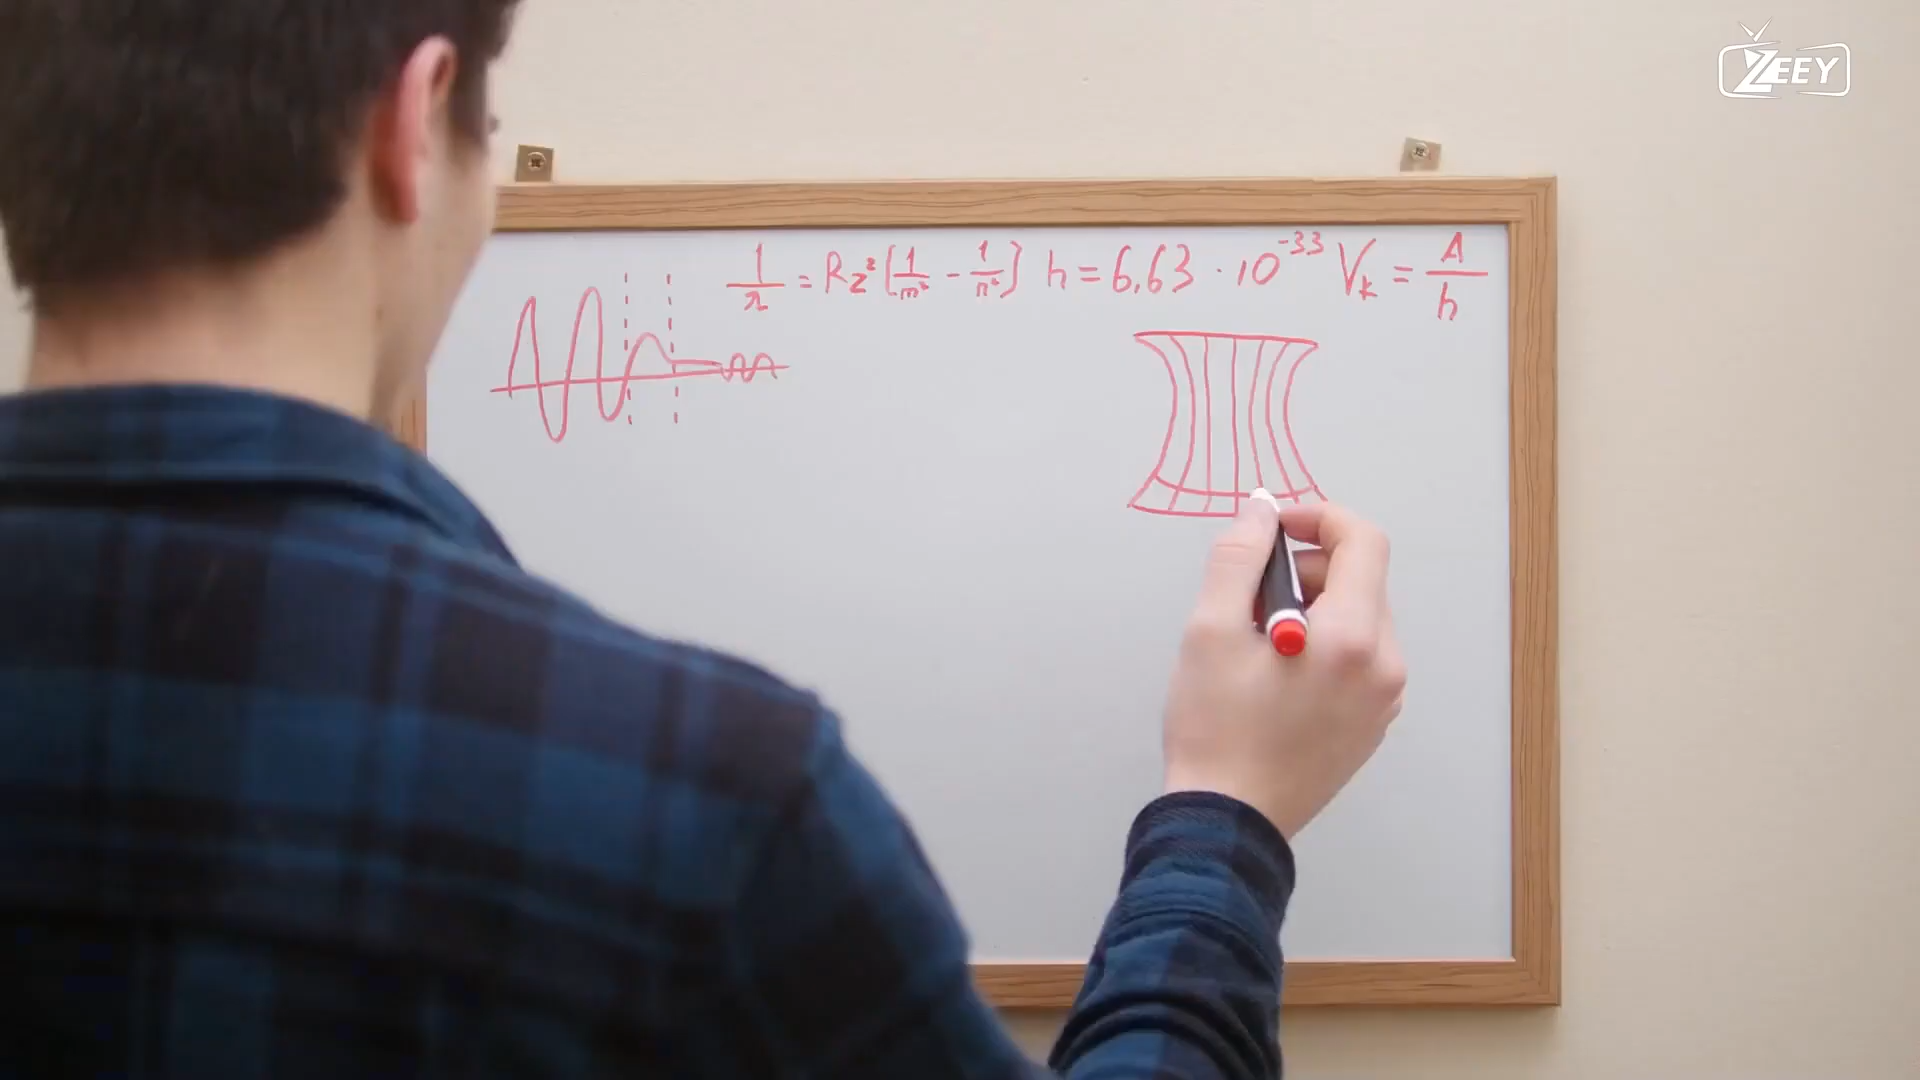 ZEEY
1/λ = Rz²(1/m² - 1/n²) h = 6,63 · 10⁻³³ Vₖ = A/h